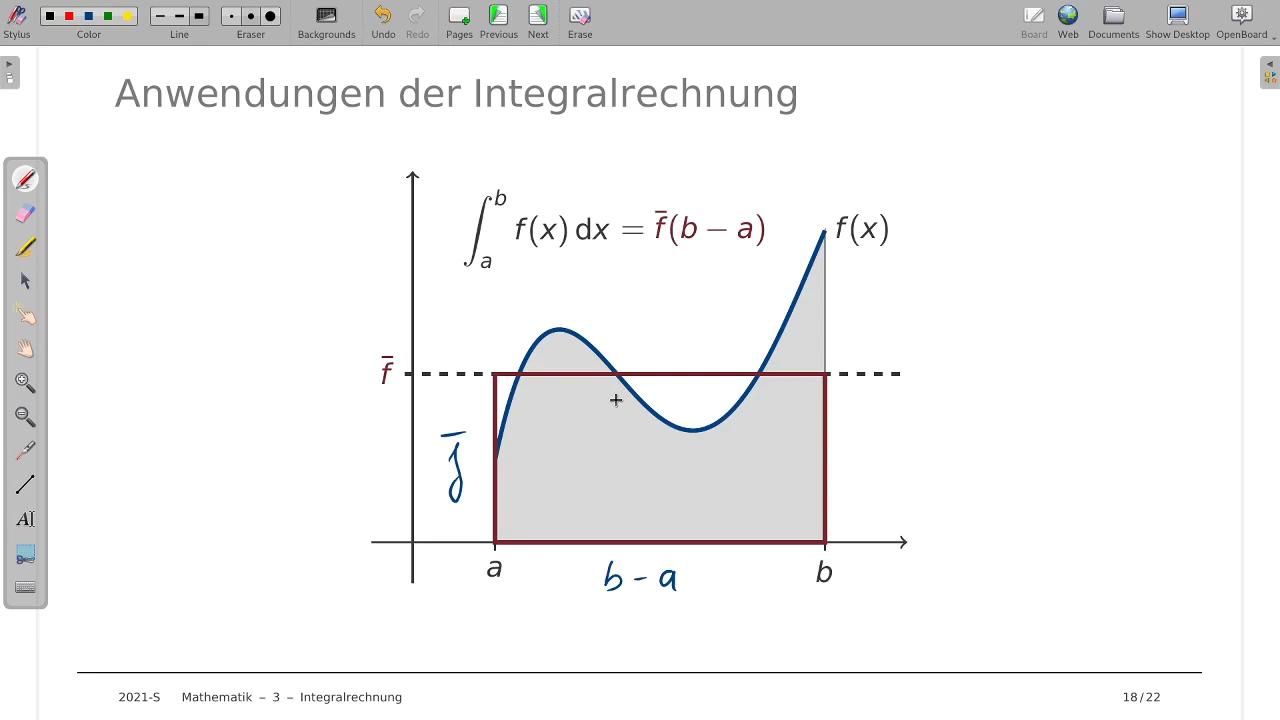 Stylus Color Line Eraser Backgrounds Undo Redo Pages Previous Next Erase Board Web Documents Show Desktop OpenBoard
Anwendungen der Integralrechnung
∫_a^b f(x) dx = f̄(b − a)
f(x)
f̄
f̄
a
b - a
b
2021-S Mathematik – 3 – Integralrechnung 18/22